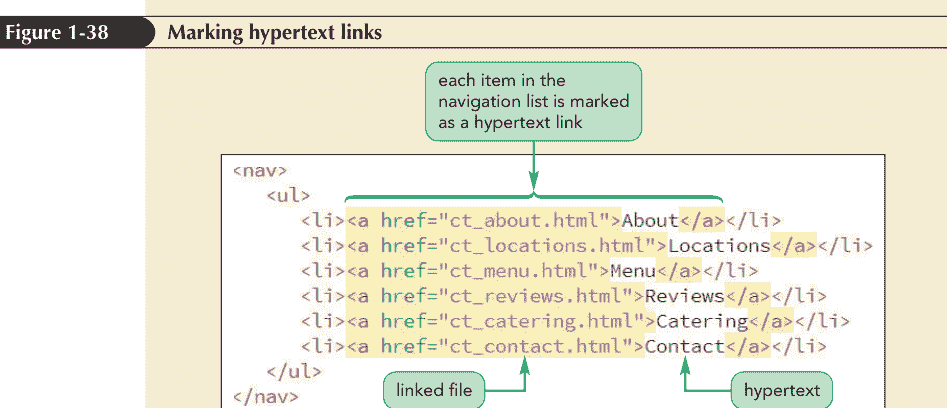 Figure 1-38 Marking hypertext links
each item in the
navigation list is marked
as a hypertext link
<nav>
<ul>
<li><a href="ct_about.html">About</a></li>
<li><a href="ct_locations.html">Locations</a></li>
<li><a href="ct_menu.html">Menu</a></li>
<li><a href="ct_reviews.html">Reviews</a></li>
<li><a href="ct_catering.html">Catering</a></li>
<li><a href="ct_contact.html">Contact</a></li>
</ul>
</nav>
linked file
hypertext